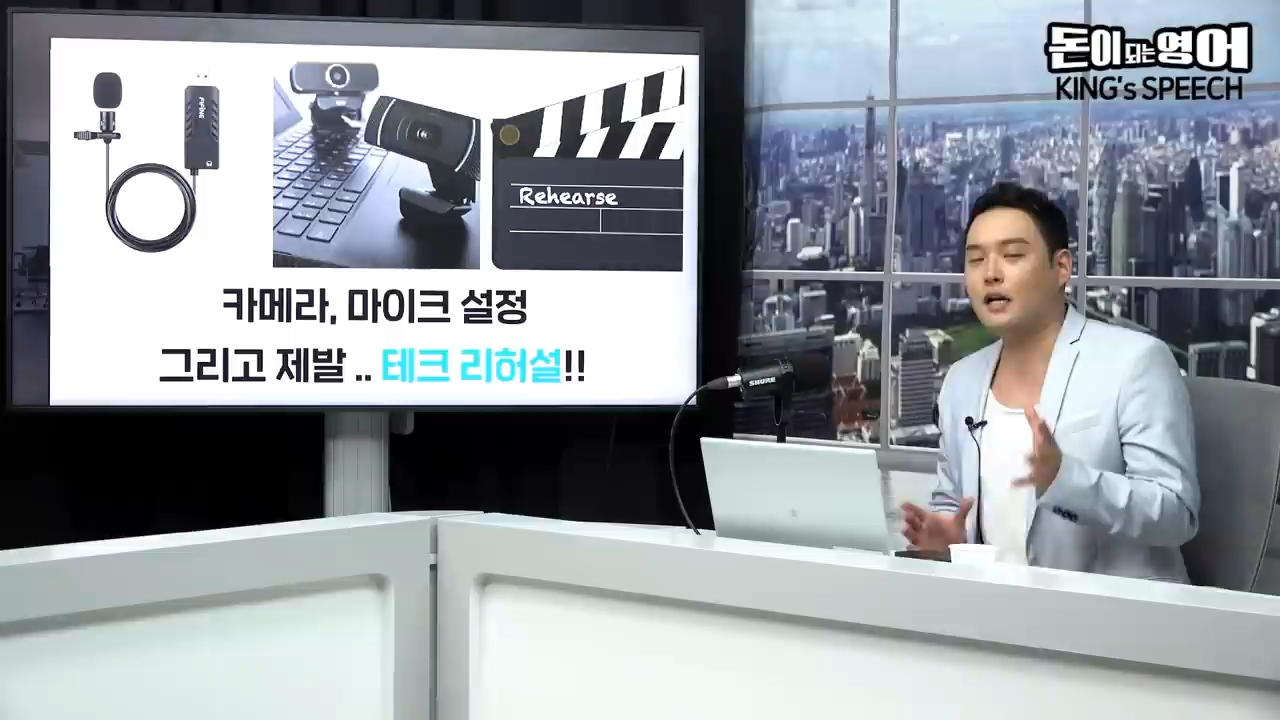 돈이 되는 영어
KING's SPEECH
FIFINE
Rehearse
카메라, 마이크 설정
그리고 제발 .. 테크 리허설!!
SHURE